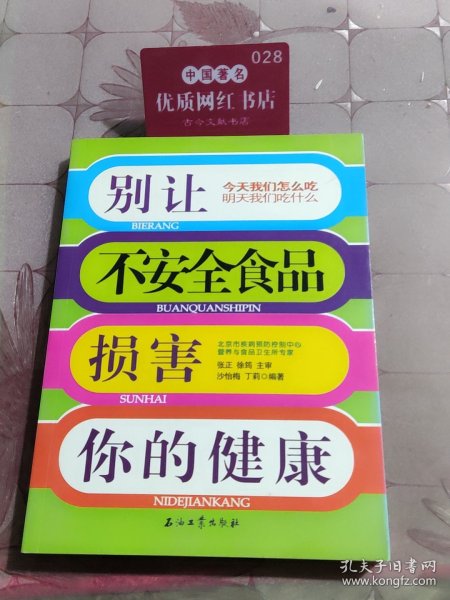 028
中国著名
优质网红书店
古今文献书店
别让
今天我们怎么吃
明天我们吃什么
BIERANG
不安全食品
BUANQUANSHIPIN
损害
北京市疾病预防控制中心
营养与食品卫生所专家
张正 徐筠 主审
沙怡梅 丁莉◎编著
SUNHAI
你的健康
NIDEJIANKANG
石油工业出版社
孔夫子旧书网
www.kongfz.com